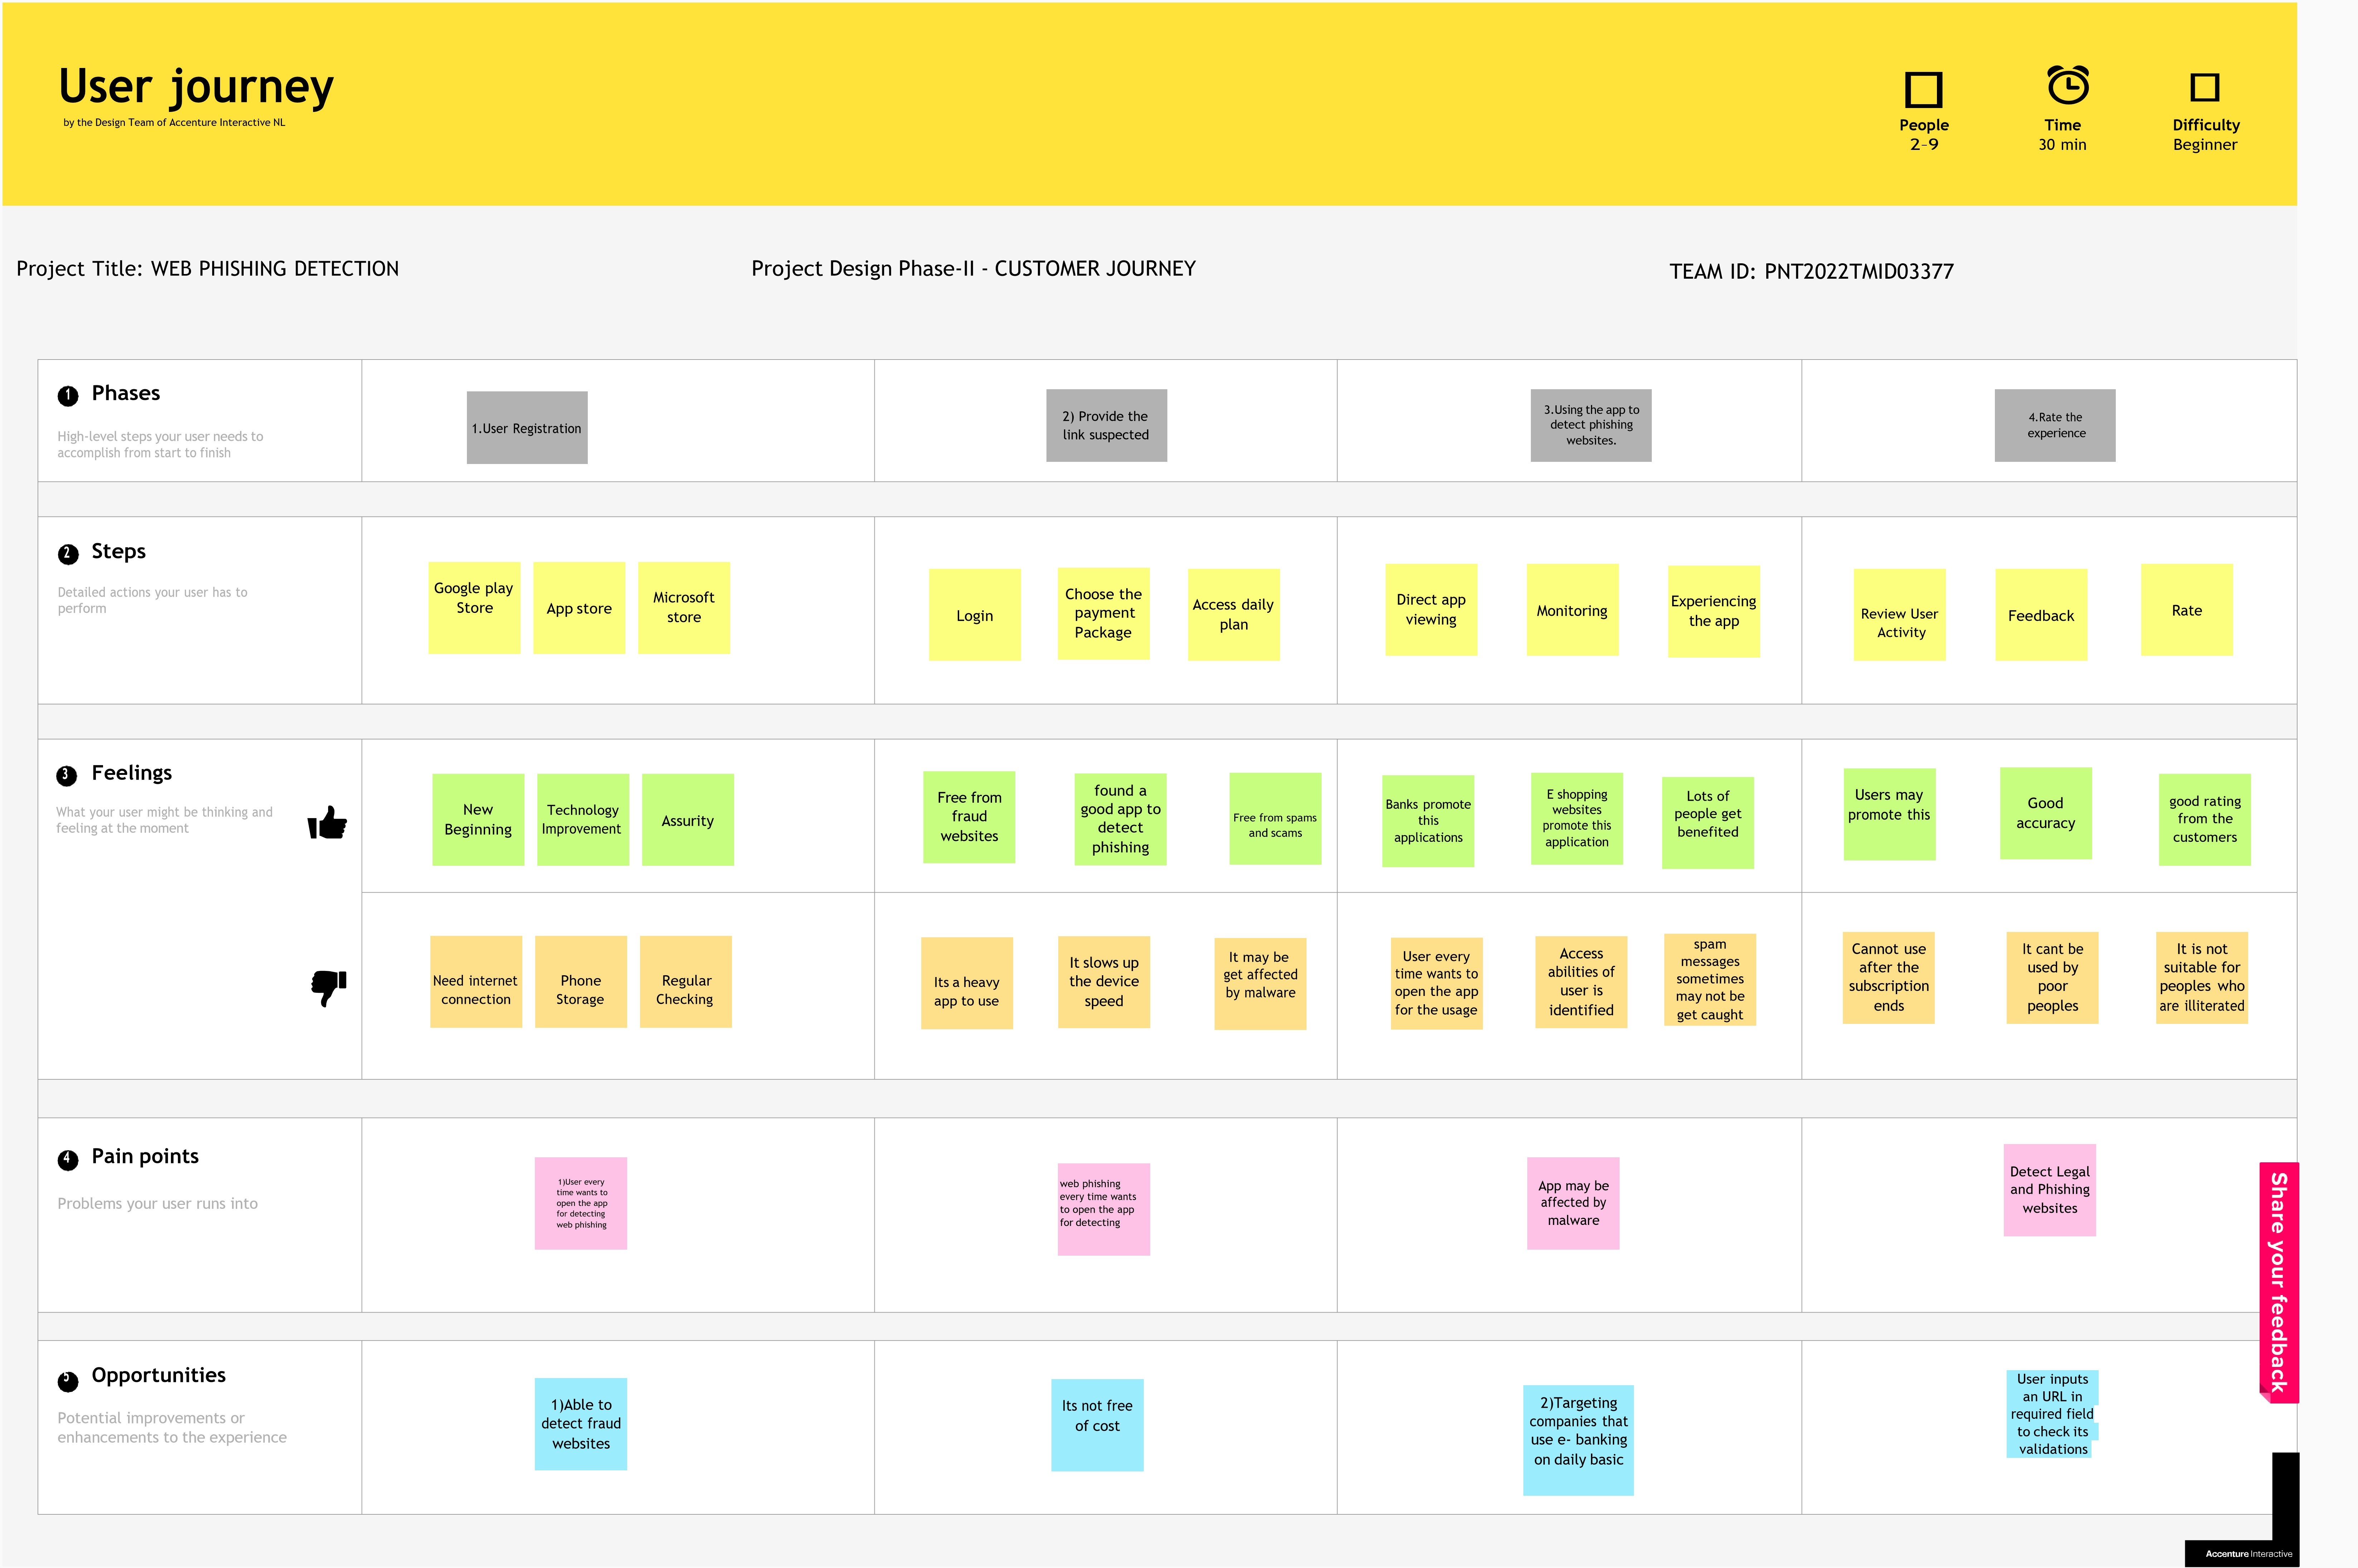 User journey
by the Design Team of Accenture Interactive NL
People
2-9
Time
30 min
Difficulty
Beginner
Project Title: WEB PHISHING DETECTION
Project Design Phase-II - CUSTOMER JOURNEY
TEAM ID: PNT2022TMID03377
1
Phases
High-level steps your user needs to
accomplish from start to finish
1.User Registration
2) Provide the
link suspected
3.Using the app to
detect phishing
websites.
4.Rate the
experience
2
Steps
Detailed actions your user has to
perform
Google play
Store
App store
Microsoft
store
Login
Choose the
payment
Package
Access daily
plan
Direct app
viewing
Monitoring
Experiencing
the app
Review User
Activity
Feedback
Rate
3
Feelings
What your user might be thinking and
feeling at the moment
New
Beginning
Technology
Improvement
Assurity
Free from
fraud
websites
found a
good app to
detect
phishing
Free from spams
and scams
Banks promote
this
applications
E shopping
websites
promote this
application
Lots of
people get
benefited
Users may
promote this
Good
accuracy
good rating
from the
customers
Need internet
connection
Phone
Storage
Regular
Checking
Its a heavy
app to use
It slows up
the device
speed
It may be
get affected
by malware
User every
time wants to
open the app
for the usage
Access
abilities of
user is
identified
spam
messages
sometimes
may not be
get caught
Cannot use
after the
subscription
ends
It cant be
used by
poor
peoples
It is not
suitable for
peoples who
are illiterated
4
Pain points
Problems your user runs into
1)User every
time wants to
open the app
for detecting
web phishing
web phishing
every time wants
to open the app
for detecting
App may be
affected by
malware
Detect Legal
and Phishing
websites
Share your feedback
5
Opportunities
Potential improvements or
enhancements to the experience
1)Able to
detect fraud
websites
Its not free
of cost
2)Targeting
companies that
use e- banking
on daily basic
User inputs
an URL in
required field
to check its
validations
Accenture Interactive